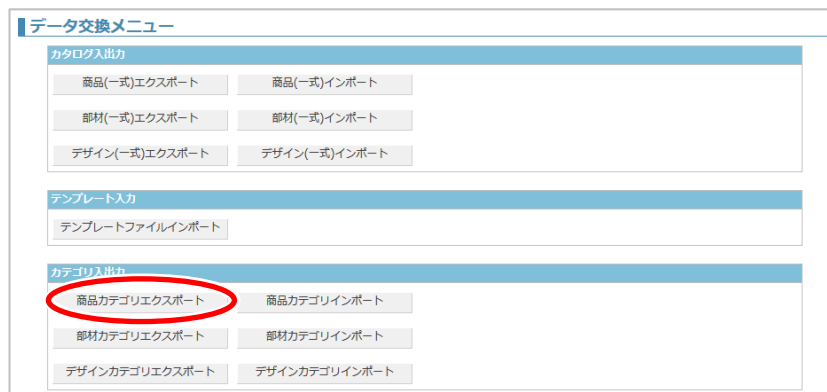 データ交換メニュー
カタログ入出力
商品(一式)エクスポート 商品(一式)インポート
部材(一式)エクスポート 部材(一式)インポート
デザイン(一式)エクスポート デザイン(一式)インポート
テンプレート入力
テンプレートファイルインポート
カテゴリ入出力
商品カテゴリエクスポート 商品カテゴリインポート
部材カテゴリエクスポート 部材カテゴリインポート
デザインカテゴリエクスポート デザインカテゴリインポート